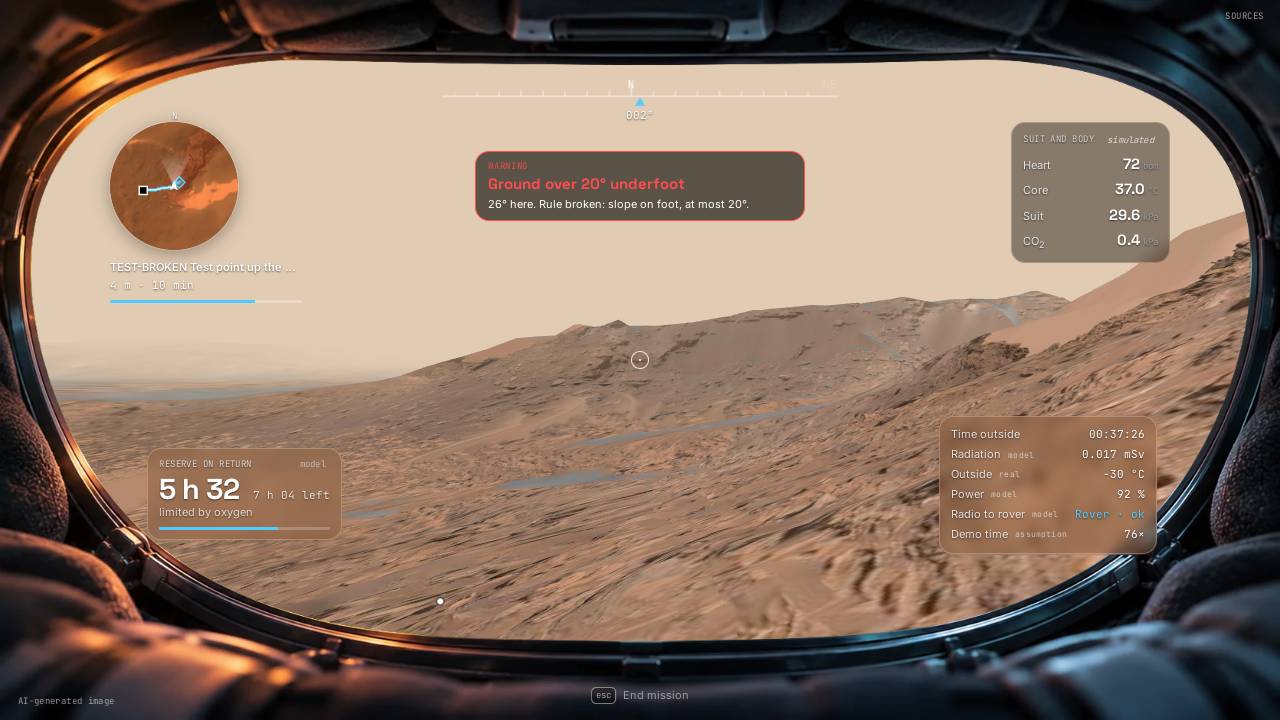 SOURCES
N
NE
002°
N
WARNING
Ground over 20° underfoot
26° here. Rule broken: slope on foot, at most 20°.
SUIT AND BODY simulated
Heart 72 bpm
Core 37.0 °C
Suit 29.6 kPa
CO2 0.4 kPa
TEST-BROKEN Test point up the ...
4 m · 10 min
RESERVE ON RETURN model
5 h 32 7 h 04 left
limited by oxygen
Time outside 00:37:26
Radiation model 0.017 mSv
Outside real -30 °C
Power model 92 %
Radio to rover model Rover · ok
Demo time assumption 76×
esc End mission
AI-generated image